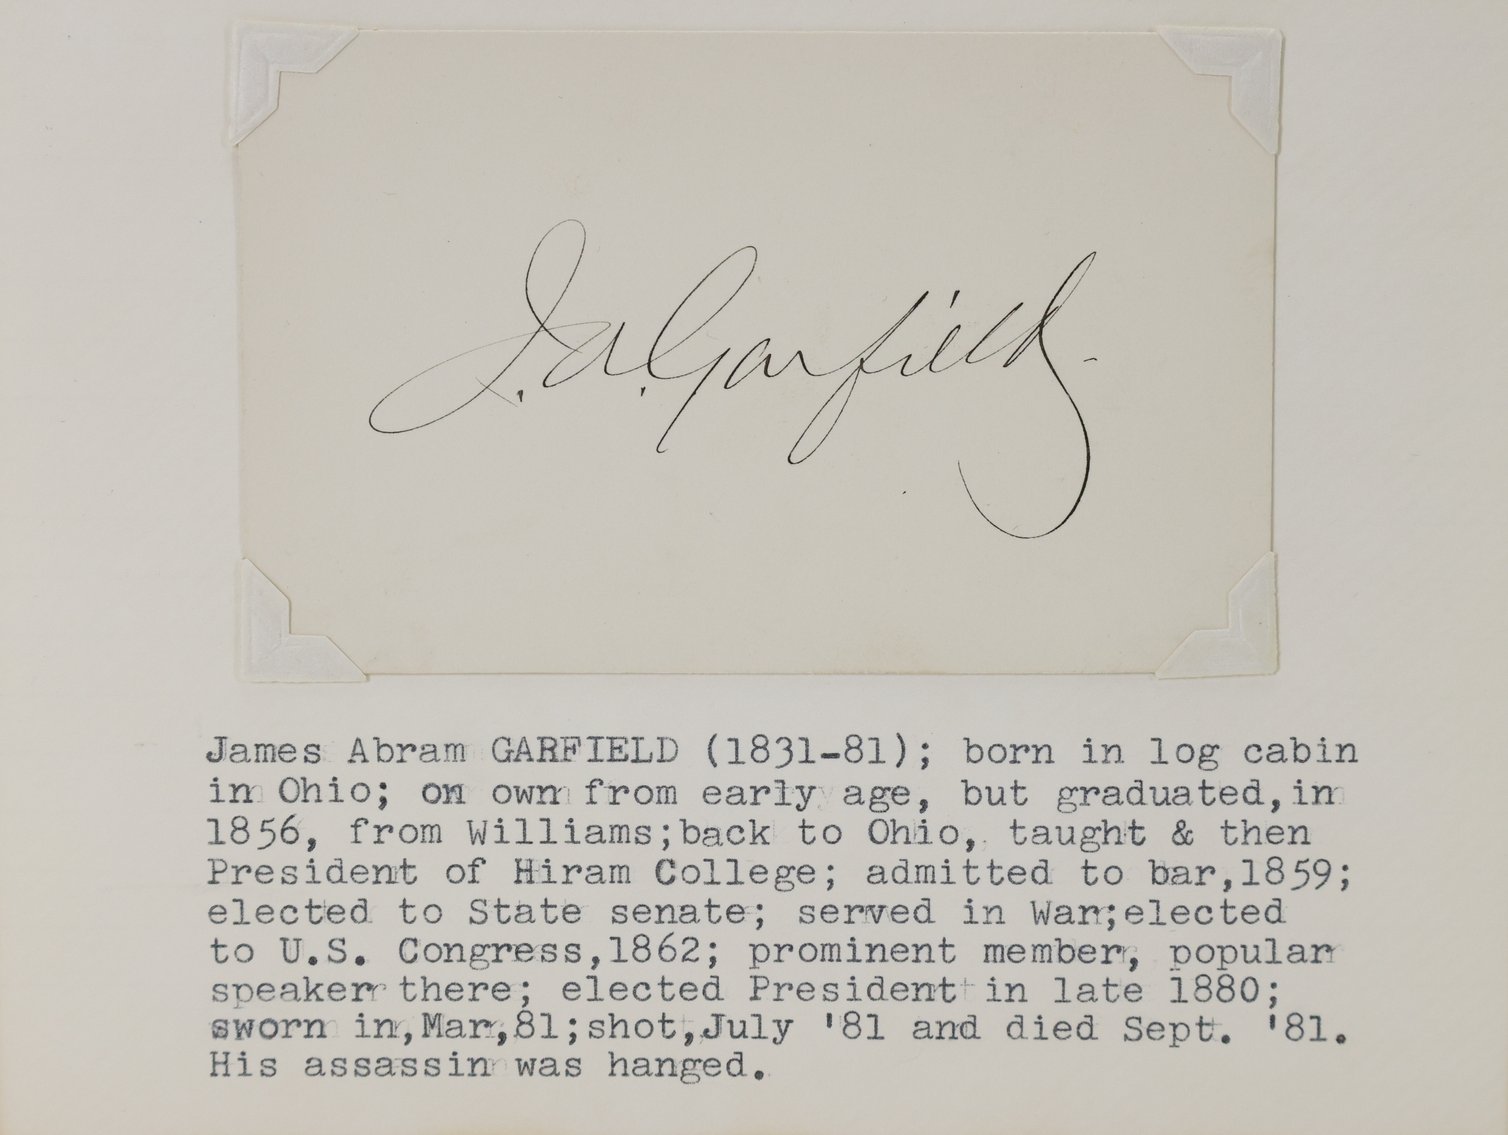 J.A. Garfield.
James Abram GARFIELD (1831-81); born in log cabin
in Ohio; on own from early age, but graduated,in
1856, from Williams;back to Ohio, taught & then
President of Hiram College; admitted to bar,1859;
elected to State senate; served in War;elected
to U.S. Congress,1862; prominent member, popular
speaker there; elected President in late 1880;
sworn in,Mar,81;shot,July '81 and died Sept. '81.
His assassin was hanged.